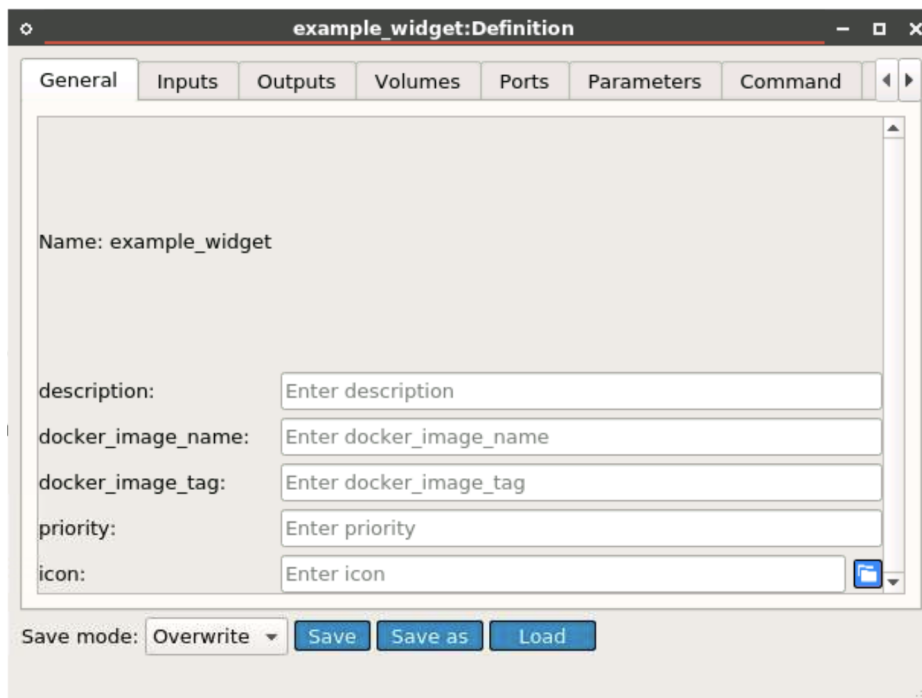 example_widget:Definition
General Inputs Outputs Volumes Ports Parameters Command
Name: example_widget
description: Enter description
docker_image_name: Enter docker_image_name
docker_image_tag: Enter docker_image_tag
priority: Enter priority
icon: Enter icon
Save mode: Overwrite Save Save as Load